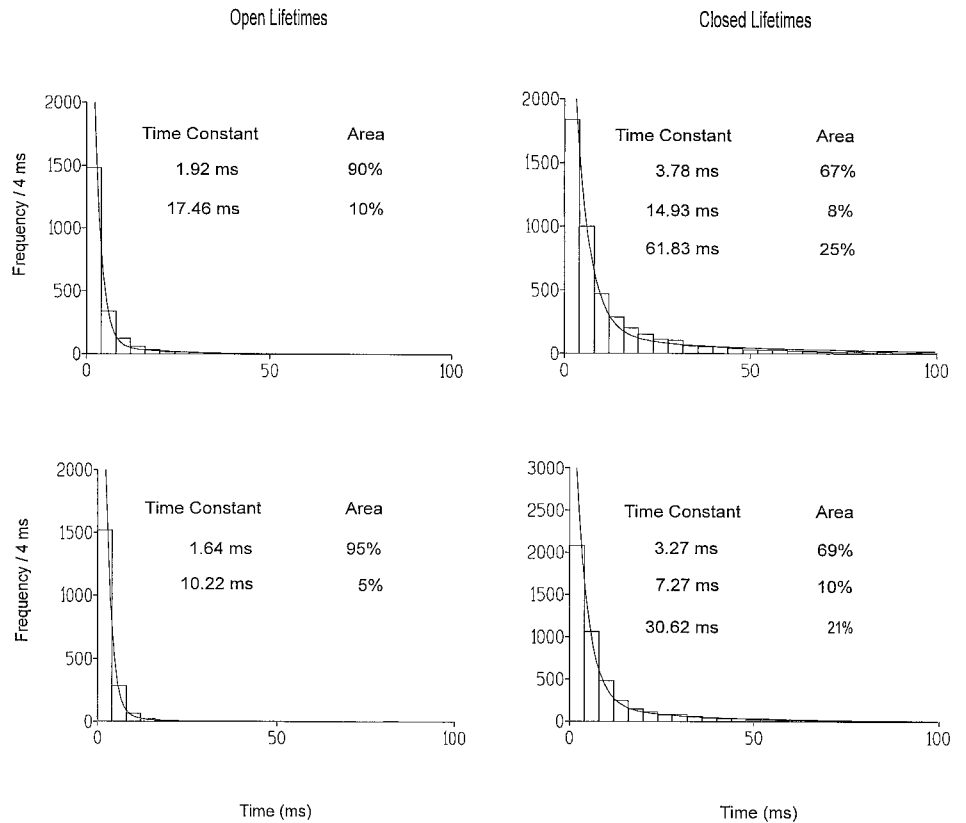 Open Lifetimes
Closed Lifetimes
Frequency / 4 ms
2000
1500
1000
500
0
0
50
100
Time Constant Area
1.92 ms 90%
17.46 ms 10%
2000
1500
1000
500
0
0
50
100
Time Constant Area
3.78 ms 67%
14.93 ms 8%
61.83 ms 25%
Frequency / 4 ms
2000
1500
1000
500
0
0
50
100
Time Constant Area
1.64 ms 95%
10.22 ms 5%
3000
2500
2000
1500
1000
500
0
0
50
100
Time Constant Area
3.27 ms 69%
7.27 ms 10%
30.62 ms 21%
Time (ms)
Time (ms)